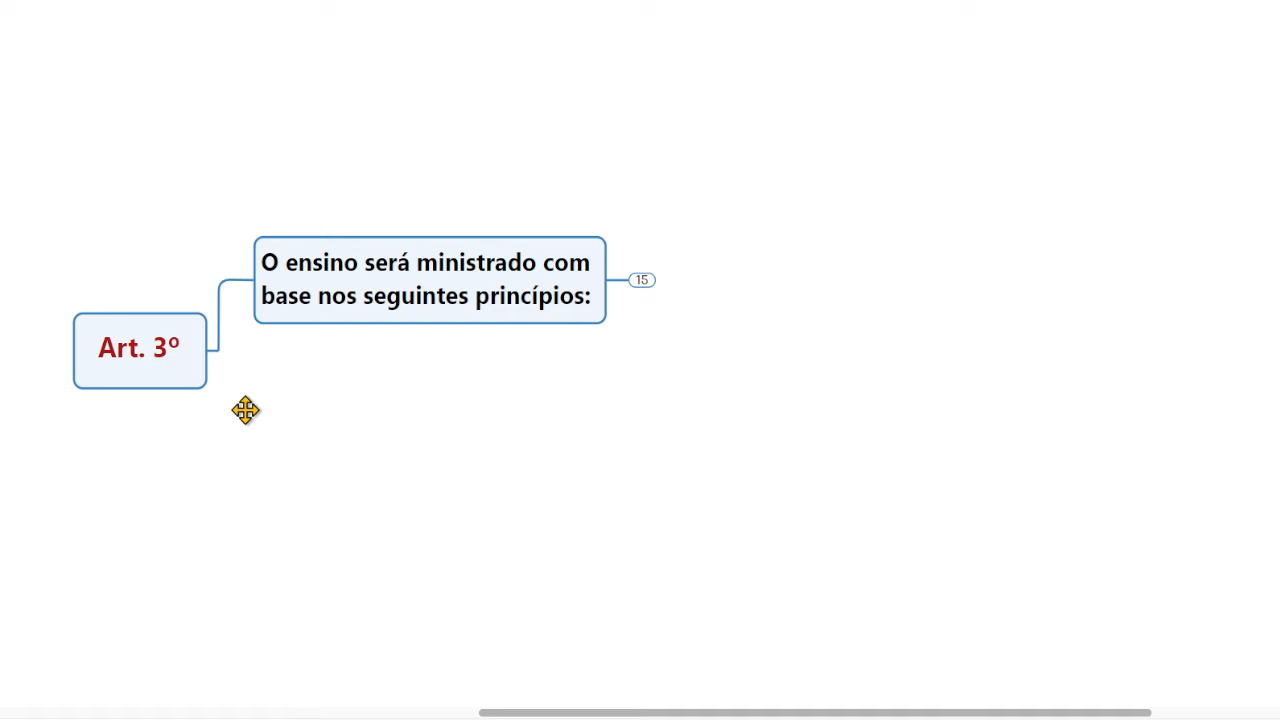 O ensino será ministrado com
base nos seguintes princípios:
15
Art. 3º